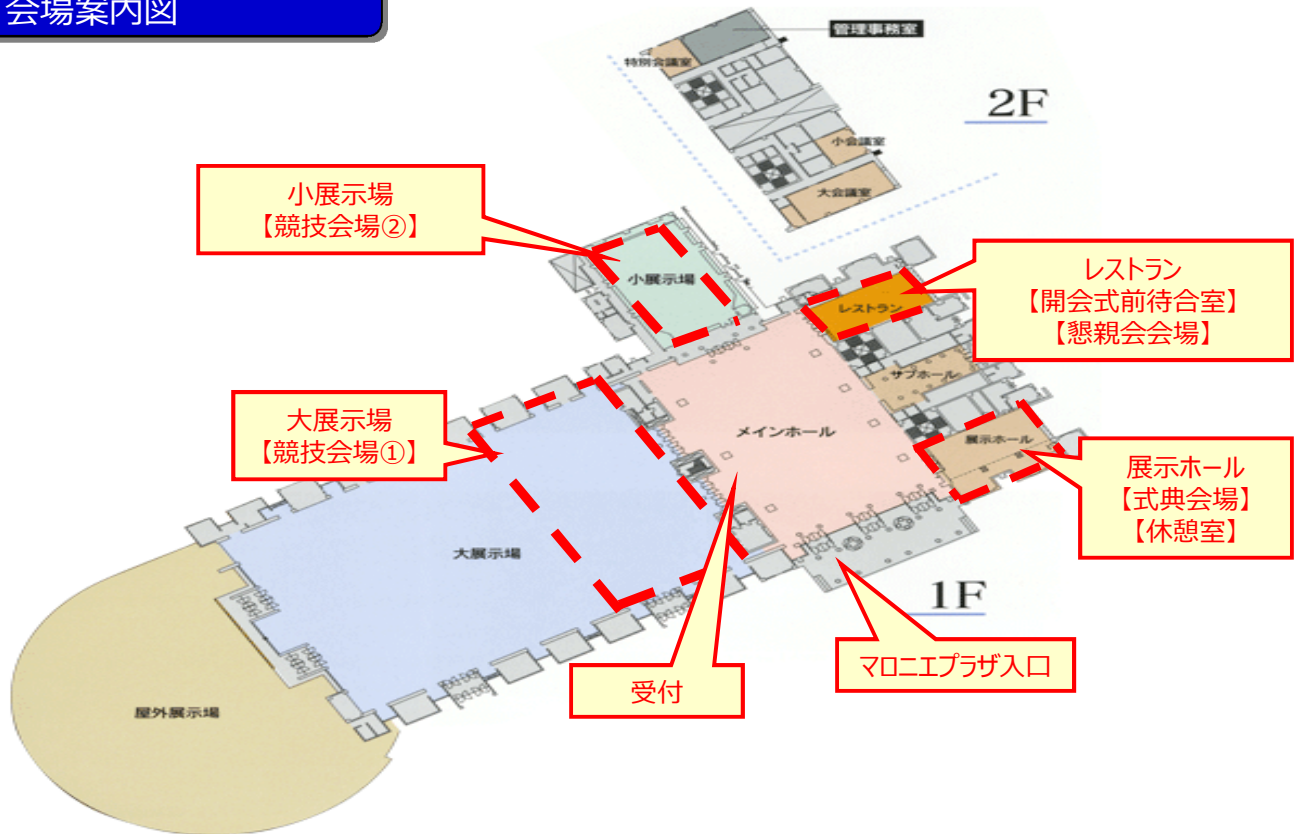 会場案内図
管理事務室
特別会議室
2F
小会議室
大会議室
小展示場
【競技会場②】
小展示場
レストラン
【開会式前待合室】
【懇親会会場】
レストラン
サブホール
大展示場
【競技会場①】
メインホール
展示ホール
展示ホール
【式典会場】
【休憩室】
大展示場
1F
マロニエプラザ入口
受付
屋外展示場